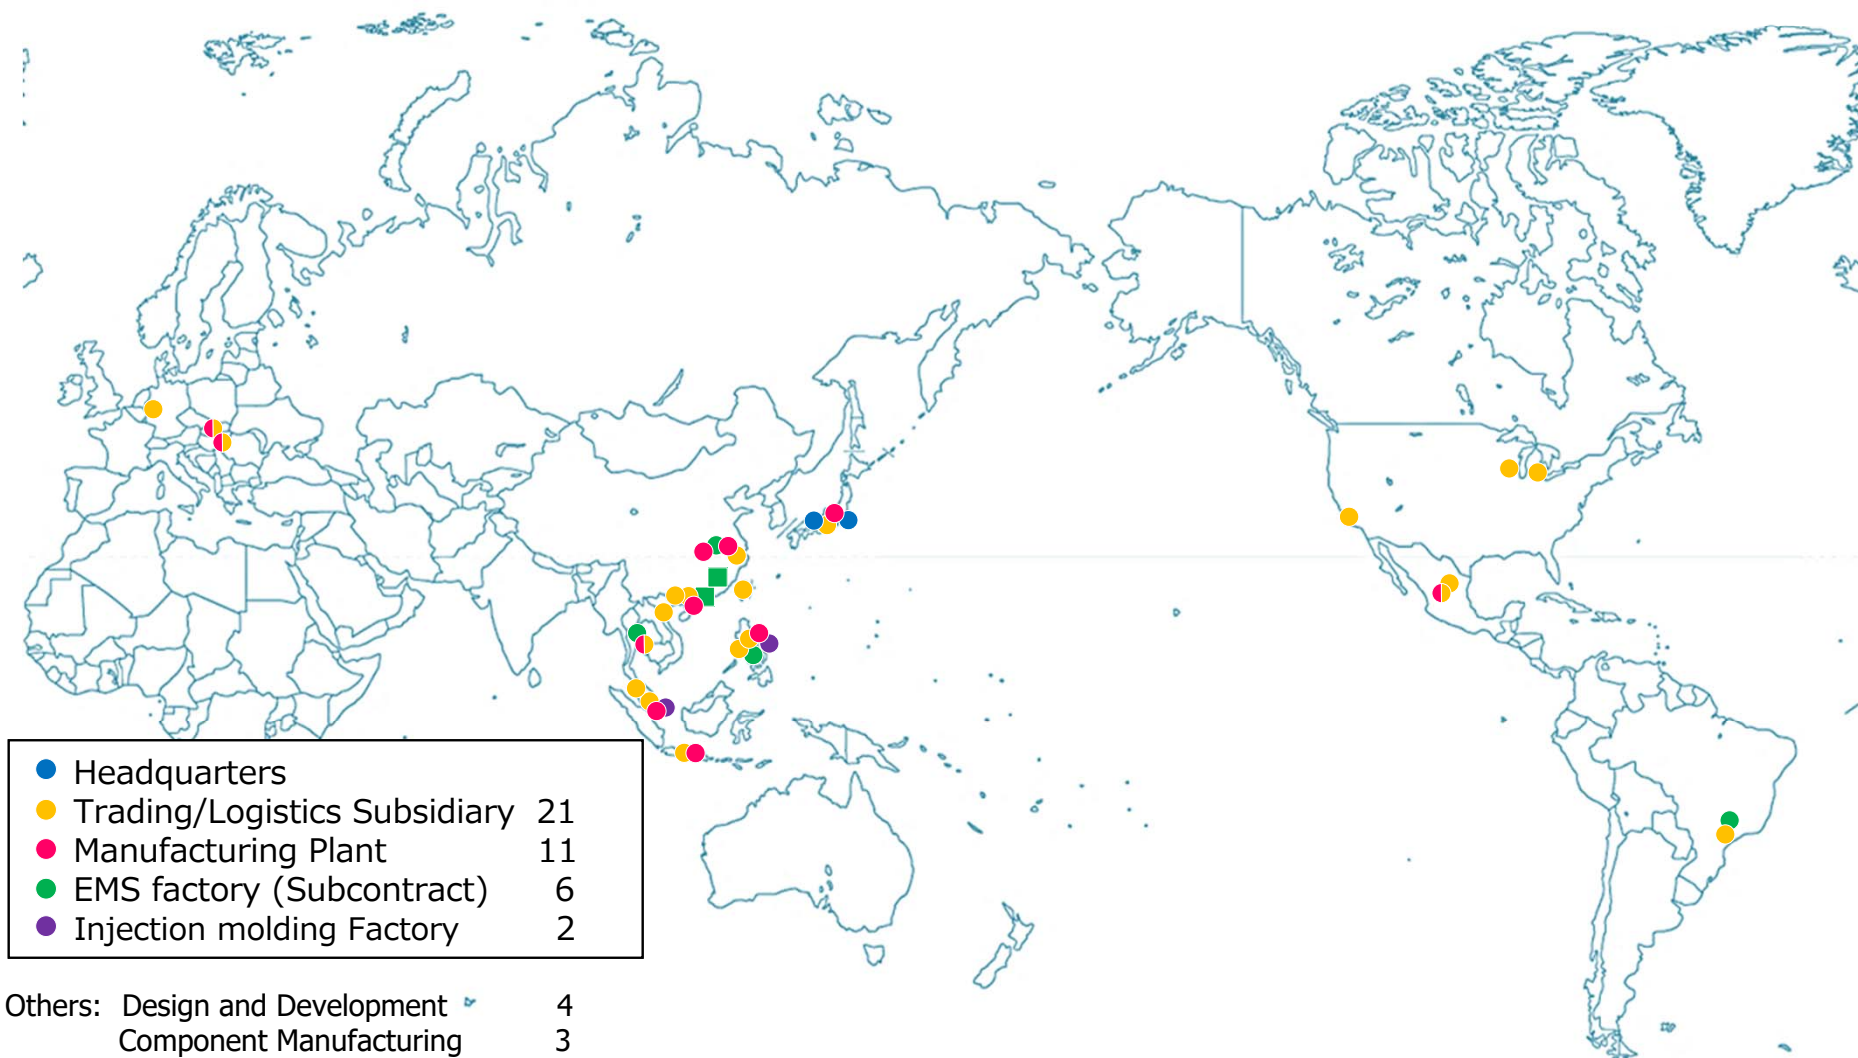 Headquarters
Trading/Logistics Subsidiary 21
Manufacturing Plant 11
EMS factory (Subcontract) 6
Injection molding Factory 2
Others: Design and Development 4
Component Manufacturing 3